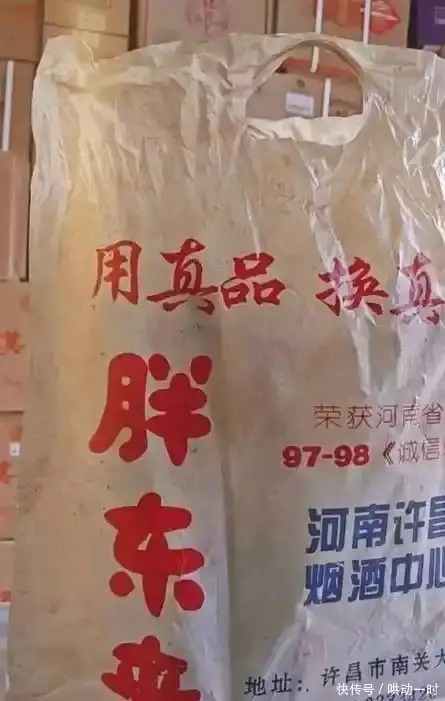 用真品 换真
胖东来
荣获河南省
97-98《诚信
河南许昌
烟酒中心
地址：许昌市南关大
快传号／哄动一时